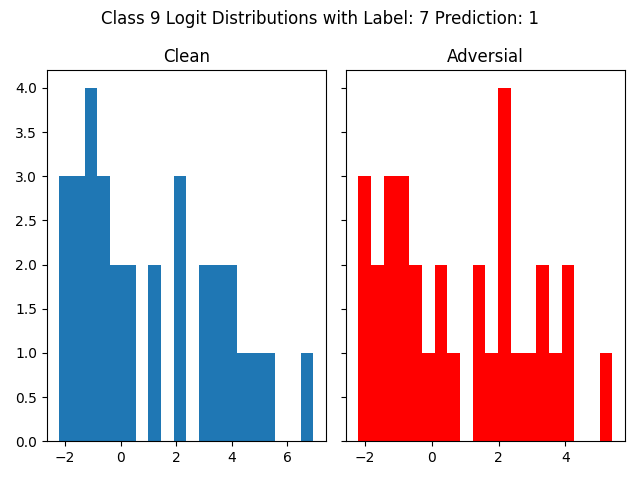 Class 9 Logit Distributions with Label: 7 Prediction: 1
Clean
Adversial
4.0
3.5
3.0
2.5
2.0
1.5
1.0
0.5
0.0
−2 0 2 4 6
−2 0 2 4